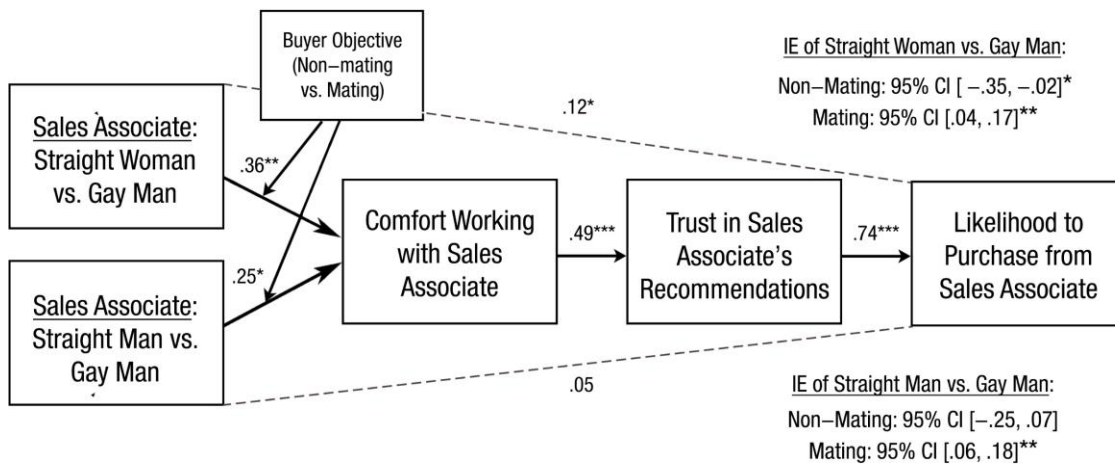 Buyer Objective
(Non–mating
vs. Mating)
IE of Straight Woman vs. Gay Man:
Non–Mating: 95% CI [ –.35, –.02]*
Mating: 95% CI [.04, .17]**
.12*
Sales Associate:
Straight Woman
vs. Gay Man
.36**
Comfort Working
with Sales
Associate
.49***
Trust in Sales
Associate’s
Recommendations
.74***
Likelihood to
Purchase from
Sales Associate
.25*
Sales Associate:
Straight Man vs.
Gay Man
.05
IE of Straight Man vs. Gay Man:
Non–Mating: 95% CI [–.25, .07]
Mating: 95% CI [.06, .18]**